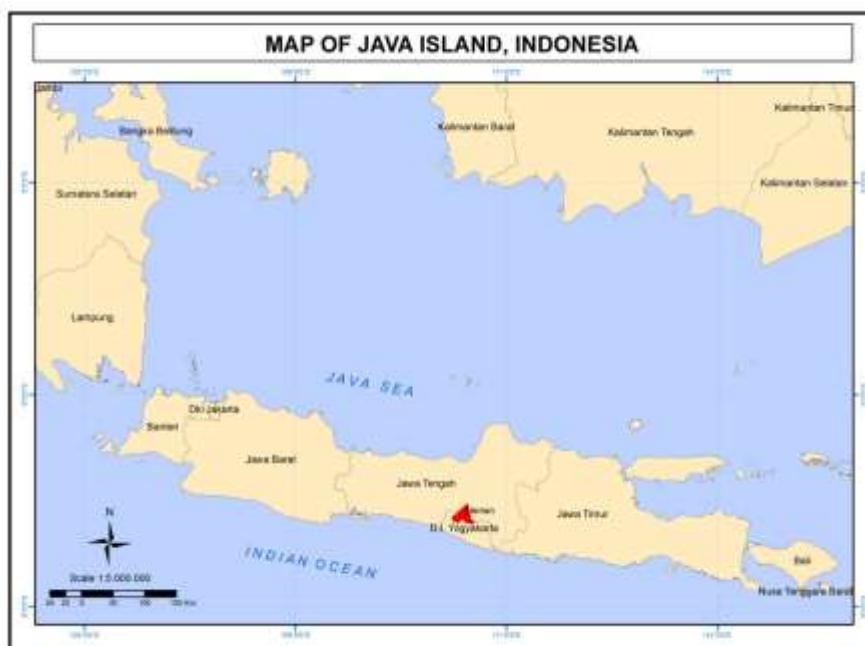 MAP OF JAVA ISLAND, INDONESIA
Jambi
Bangka Belitung
Kalimantan Barat
Kalimantan Tengah
Kalimantan Timur
Sumatera Selatan
Kalimantan Selatan
Lampung
JAVA SEA
Dki Jakarta
Banten
Jawa Barat
Jawa Tengah
Sleman
Jawa Timur
D.I. Yogyakarta
N
INDIAN OCEAN
Bali
Scale 1:5.000.000
Nusa Tenggara Barat